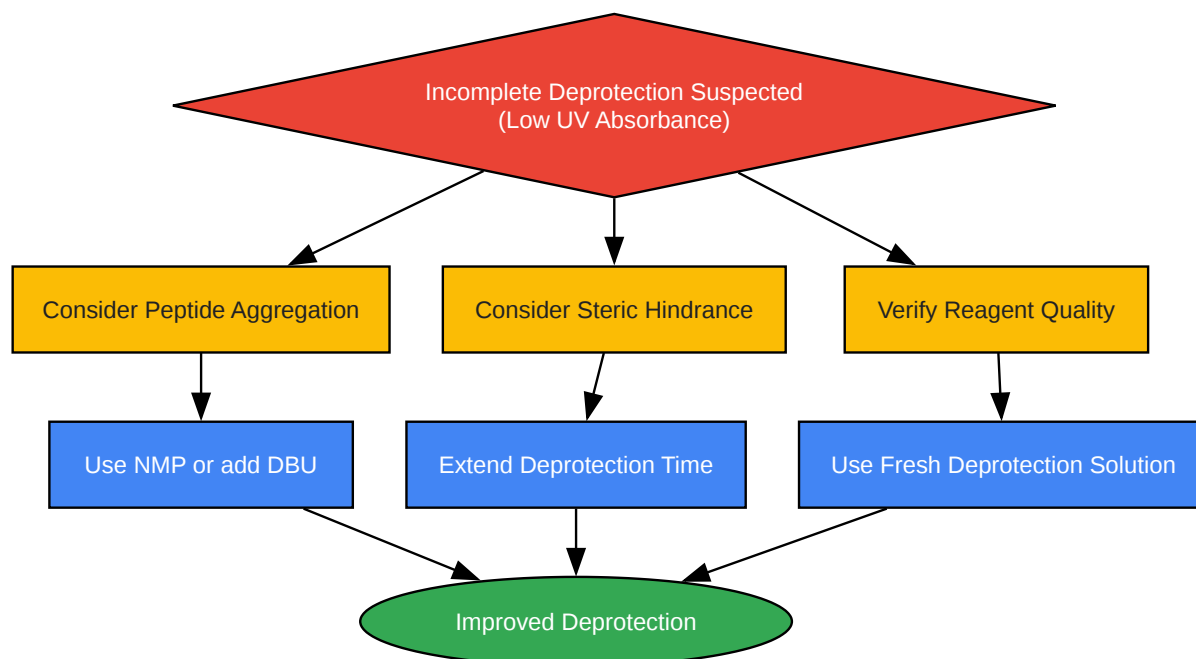 Incomplete Deprotection Suspected
(Low UV Absorbance)
Consider Peptide Aggregation
Consider Steric Hindrance
Verify Reagent Quality
Use NMP or add DBU
Extend Deprotection Time
Use Fresh Deprotection Solution
Improved Deprotection